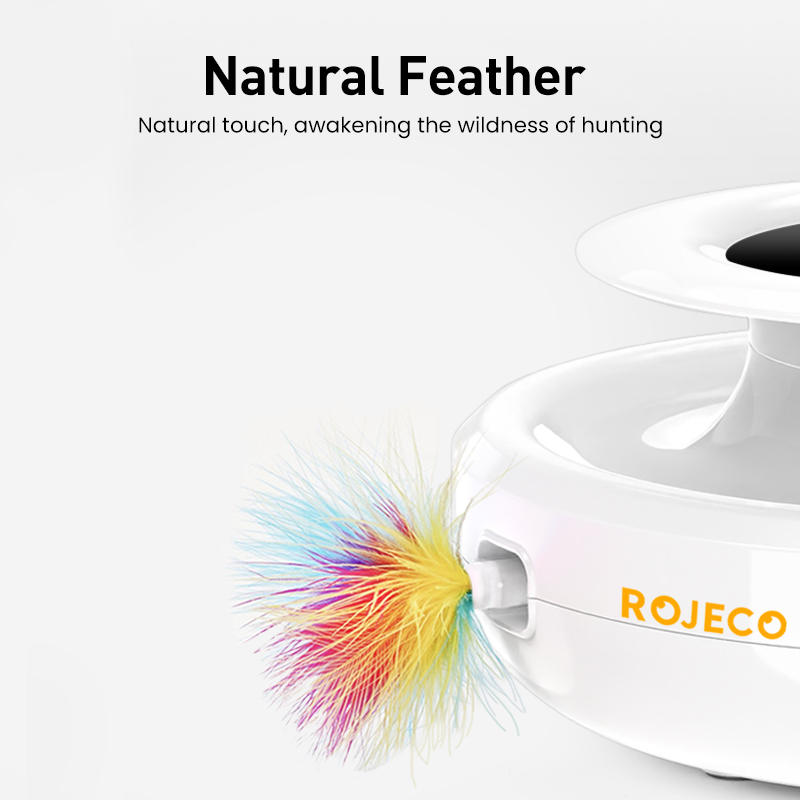 Natural Feather
Natural touch, awakening the wildness of hunting
ROJECO